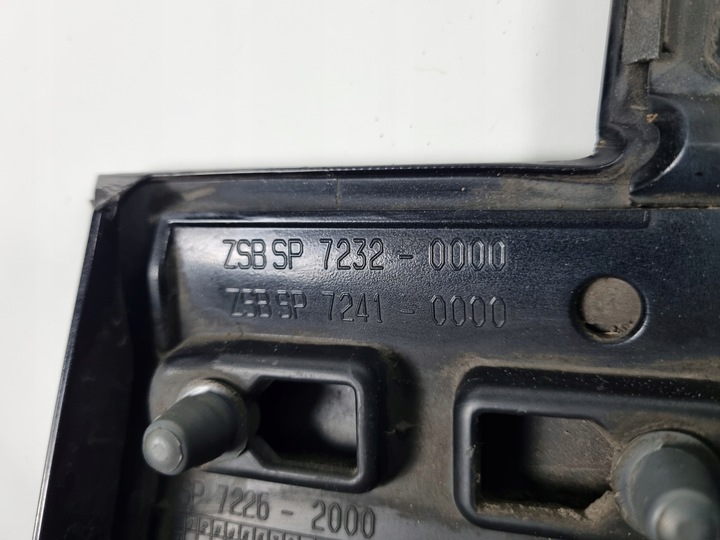 ZSB SP 7232 - 0000
ZSB SP 7241 - 0000
SP 7226 - 2000